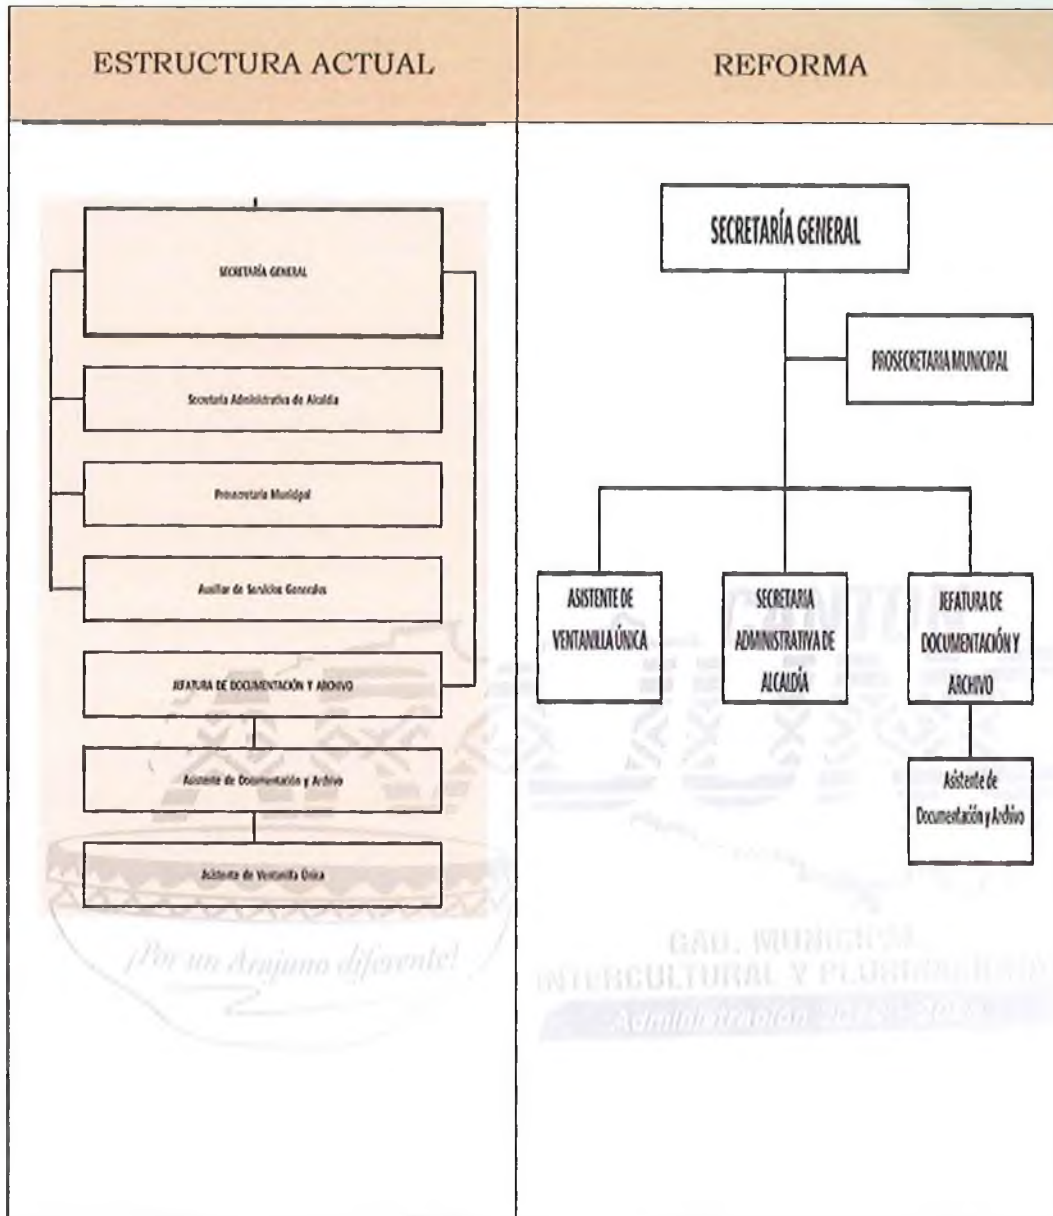 ESTRUCTURA ACTUAL
REFORMA
SECRETARÍA GENERAL
Secretaria Administrativa de Alcaldía
Prosecretaria Municipal
Auxiliar de Servicios Generales
JEFATURA DE DOCUMENTACIÓN Y ARCHIVO
Asistente de Documentación y Archivo
Asistente de Ventanilla Única
¡Por un Arajuno diferente!
SECRETARÍA GENERAL
PROSECRETARIA MUNICIPAL
ASISTENTE DE
VENTANILLA ÚNICA
SECRETARIA
ADMINISTRATIVA DE
ALCALDÍA
JEFATURA DE
DOCUMENTACIÓN Y
ARCHIVO
Asistente de
Documentación y Archivo
CANTON
GAD. MUNICIPAL
INTERCULTURAL Y
Administración